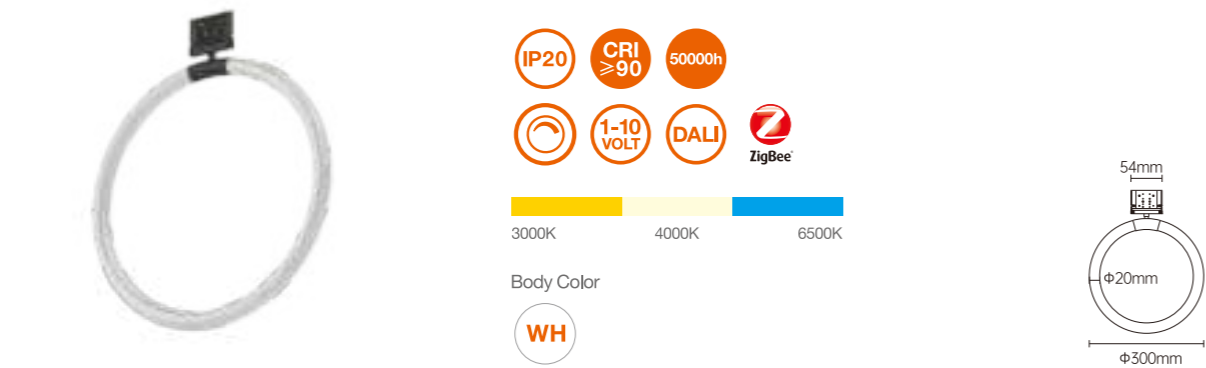 IP20
CRI
≥90
50000h
1-10
VOLT
DALI
ZigBee®
3000K
4000K
6500K
Body Color
WH
54mm
Φ20mm
Φ300mm